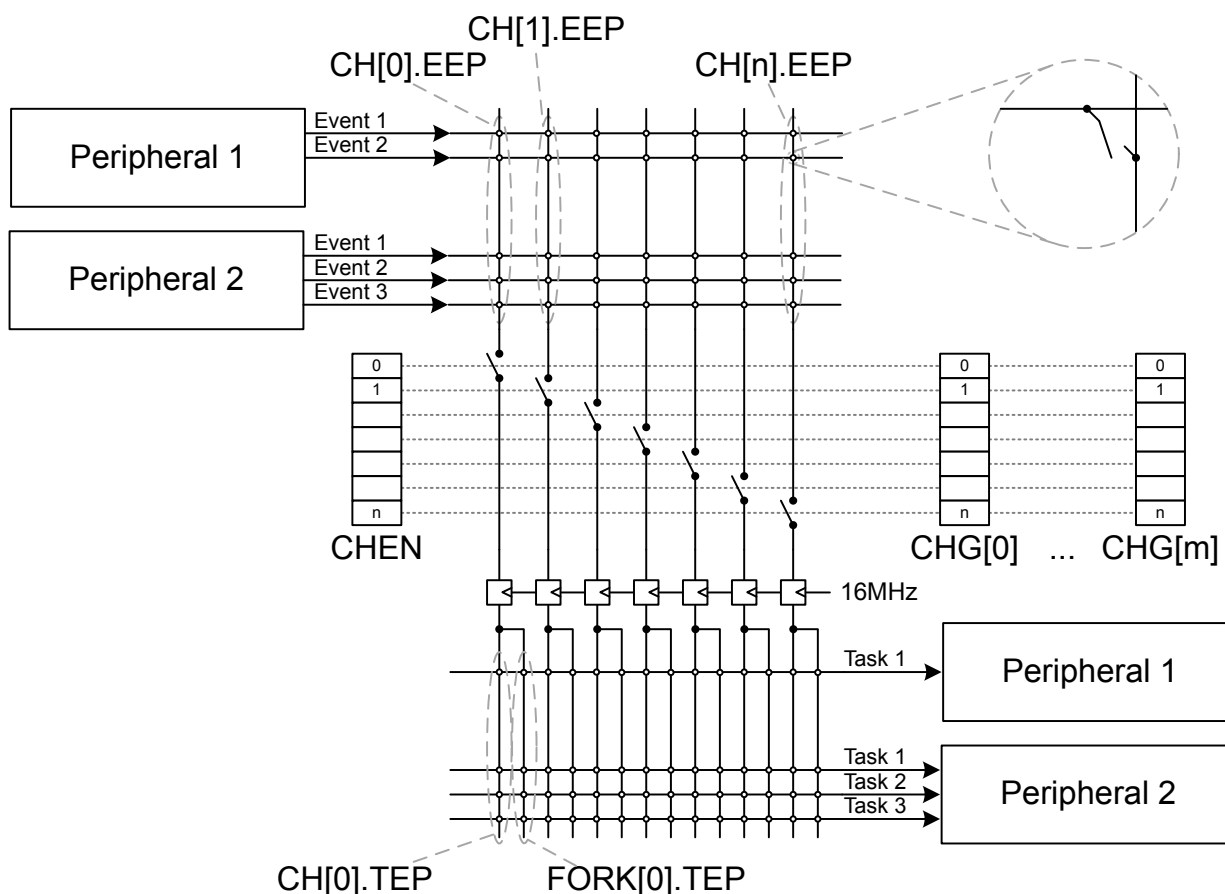 CH[1].EEP
CH[0].EEP
CH[n].EEP
Peripheral 1
Event 1
Event 2
Peripheral 2
Event 1
Event 2
Event 3
0
1
n
CHEN
0
1
n
CHG[0]
...
0
1
n
CHG[m]
16MHz
Task 1
Peripheral 1
Task 1
Task 2
Task 3
Peripheral 2
CH[0].TEP
FORK[0].TEP